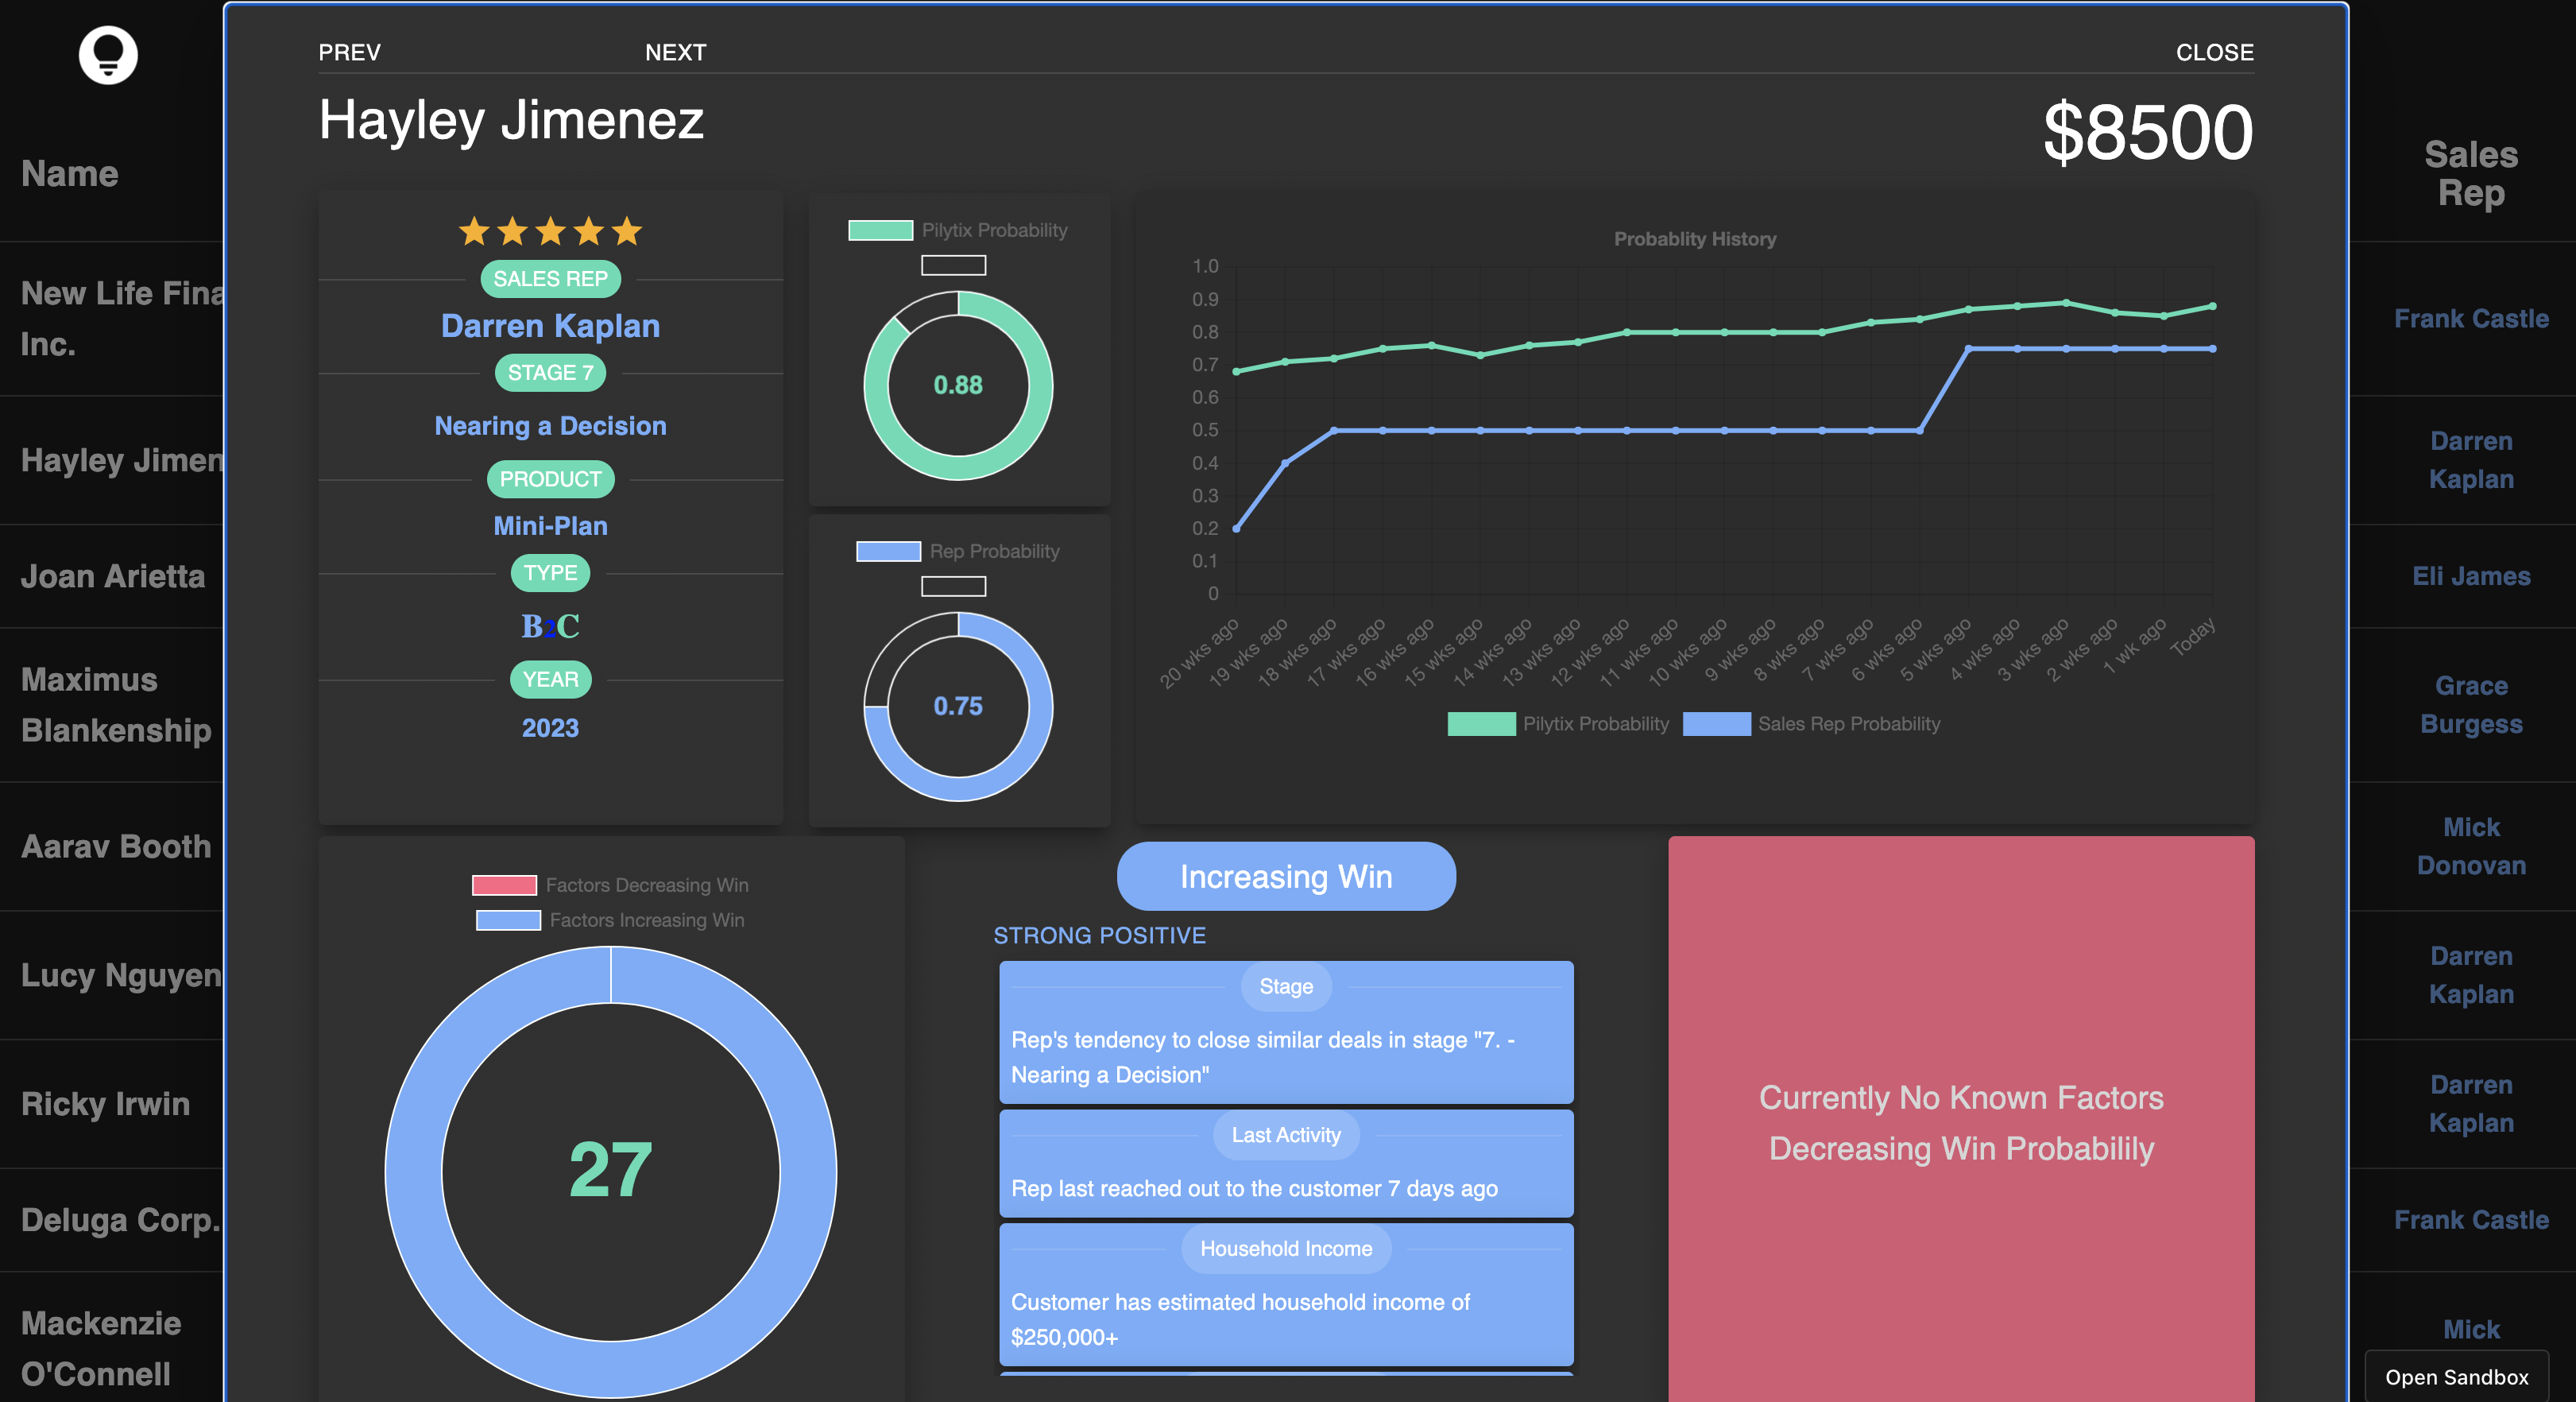 PREV
NEXT
CLOSE
Hayley Jimenez
$8500
Name
New Life Fina
Inc.
Hayley Jimen
Joan Arietta
Maximus
Blankenship
Aarav Booth
Lucy Nguyen
Ricky Irwin
Deluga Corp.
Mackenzie
O'Connell
SALES REP
Darren Kaplan
STAGE 7
Nearing a Decision
PRODUCT
Mini-Plan
TYPE
B2C
YEAR
2023
Pilytix Probability
0.88
Rep Probability
0.75
Probablity History
1.0
0.9
0.8
0.7
0.6
0.5
0.4
0.3
0.2
0.1
0
20 wks ago
19 wks ago
18 wks ago
17 wks ago
16 wks ago
15 wks ago
14 wks ago
13 wks ago
12 wks ago
11 wks ago
10 wks ago
9 wks ago
8 wks ago
7 wks ago
6 wks ago
5 wks ago
4 wks ago
3 wks ago
2 wks ago
1 wk ago
Today
Pilytix Probability
Sales Rep Probability
Factors Decreasing Win
Factors Increasing Win
27
Increasing Win
STRONG POSITIVE
Stage
Rep's tendency to close similar deals in stage "7. -
Nearing a Decision"
Last Activity
Rep last reached out to the customer 7 days ago
Household Income
Customer has estimated household income of
$250,000+
Currently No Known Factors
Decreasing Win Probabilily
Sales
Rep
Frank Castle
Darren
Kaplan
Eli James
Grace
Burgess
Mick
Donovan
Darren
Kaplan
Darren
Kaplan
Frank Castle
Mick
Open Sandbox